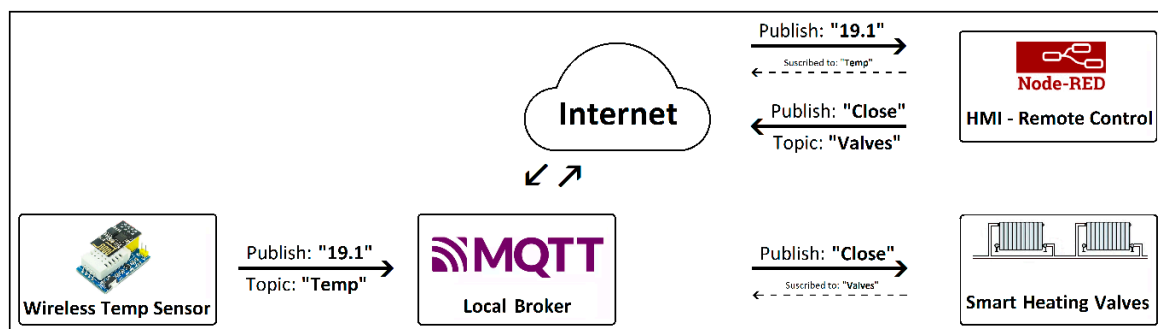 Publish: "19.1"
Suscribed to: "Temp"
Node-RED
HMI - Remote Control
Internet
Publish: "Close"
Topic: "Valves"
Publish: "19.1"
Topic: "Temp"
Wireless Temp Sensor
MQTT
Local Broker
Publish: "Close"
Suscribed to: "Valves"
Smart Heating Valves